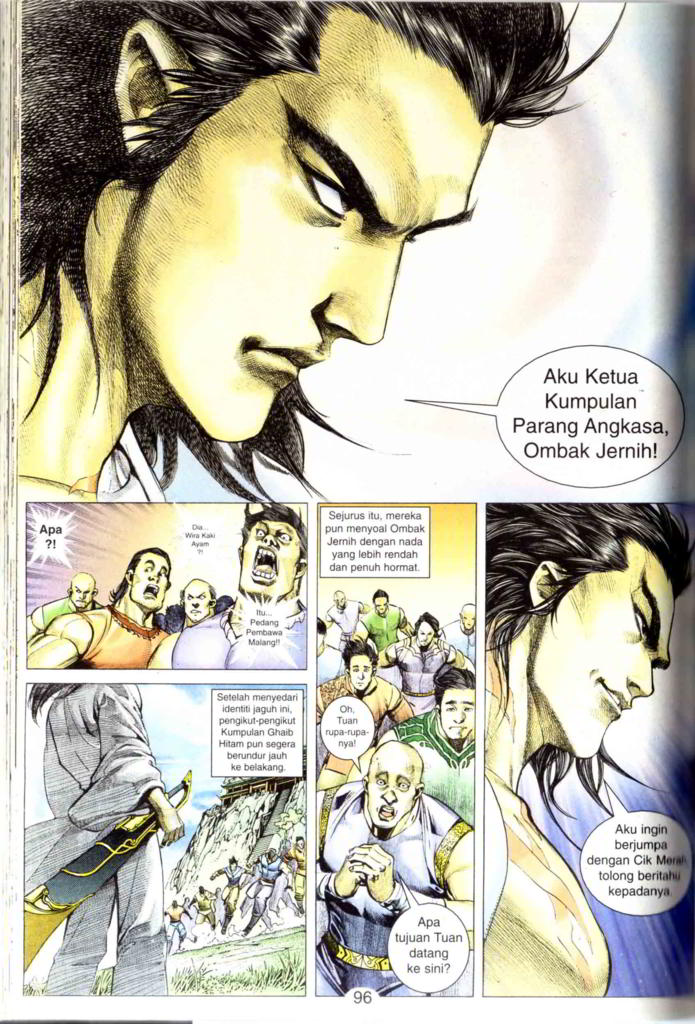 Aku Ketua
Kumpulan
Parang Angkasa,
Ombak Jernih!
Apa
?!
Dia...
Wira Kaki
Ayam
?!
Itu...
Pedang
Pembawa
Malang!!
Setelah menyedari
identiti jaguh ini,
pengikut-pengikut
Kumpulan Ghaib
Hitam pun segera
berundur jauh
ke belakang.
Sejurus itu, mereka
pun menyoal Ombak
Jernih dengan nada
yang lebih rendah
dan penuh hormat.
Oh,
Tuan
rupa-rupa-
nya!
Apa
tujuan Tuan
datang
ke sini?
Aku ingin
berjumpa
dengan Cik Merah
tolong beritahu
kepadanya.
96